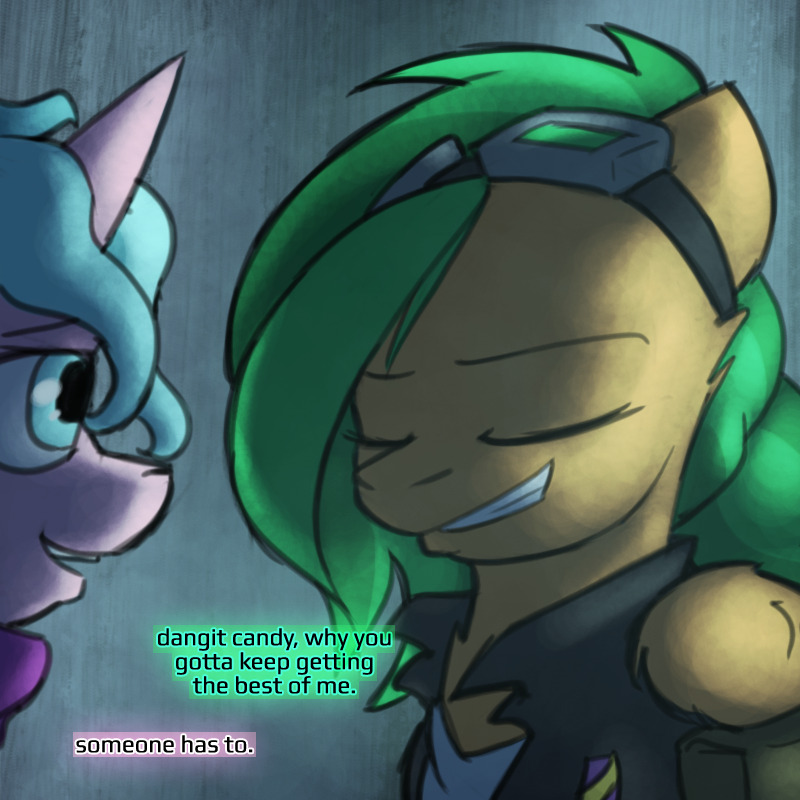 dangit candy, why you
gotta keep getting
the best of me.
someone has to.